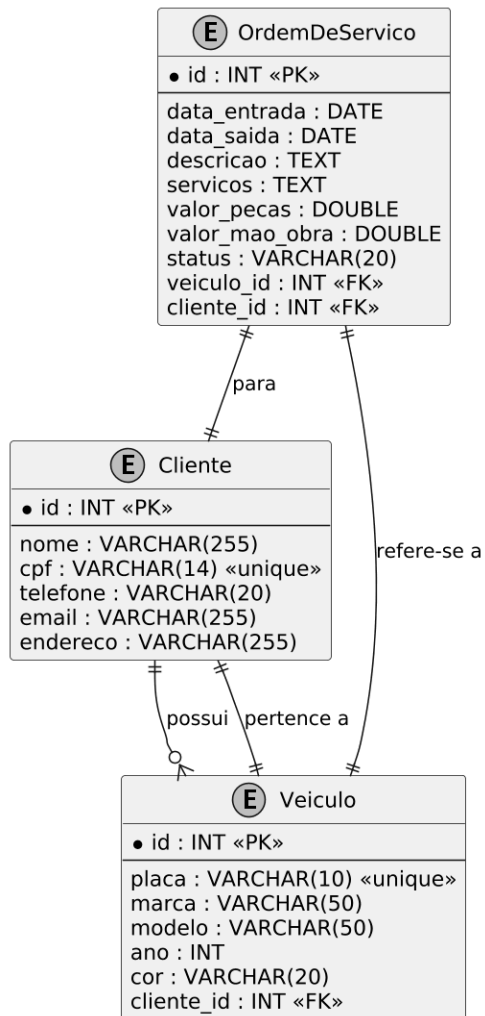 E OrdemDeServico
id : INT «PK»
data_entrada : DATE
data_saida : DATE
descricao : TEXT
servicos : TEXT
valor_pecas : DOUBLE
valor_mao_obra : DOUBLE
status : VARCHAR(20)
veiculo_id : INT «FK»
cliente_id : INT «FK»
para
E Cliente
id : INT «PK»
nome : VARCHAR(255)
cpf : VARCHAR(14) «unique»
telefone : VARCHAR(20)
email : VARCHAR(255)
endereco : VARCHAR(255)
refere-se a
possui
pertence a
E Veiculo
id : INT «PK»
placa : VARCHAR(10) «unique»
marca : VARCHAR(50)
modelo : VARCHAR(50)
ano : INT
cor : VARCHAR(20)
cliente_id : INT «FK»